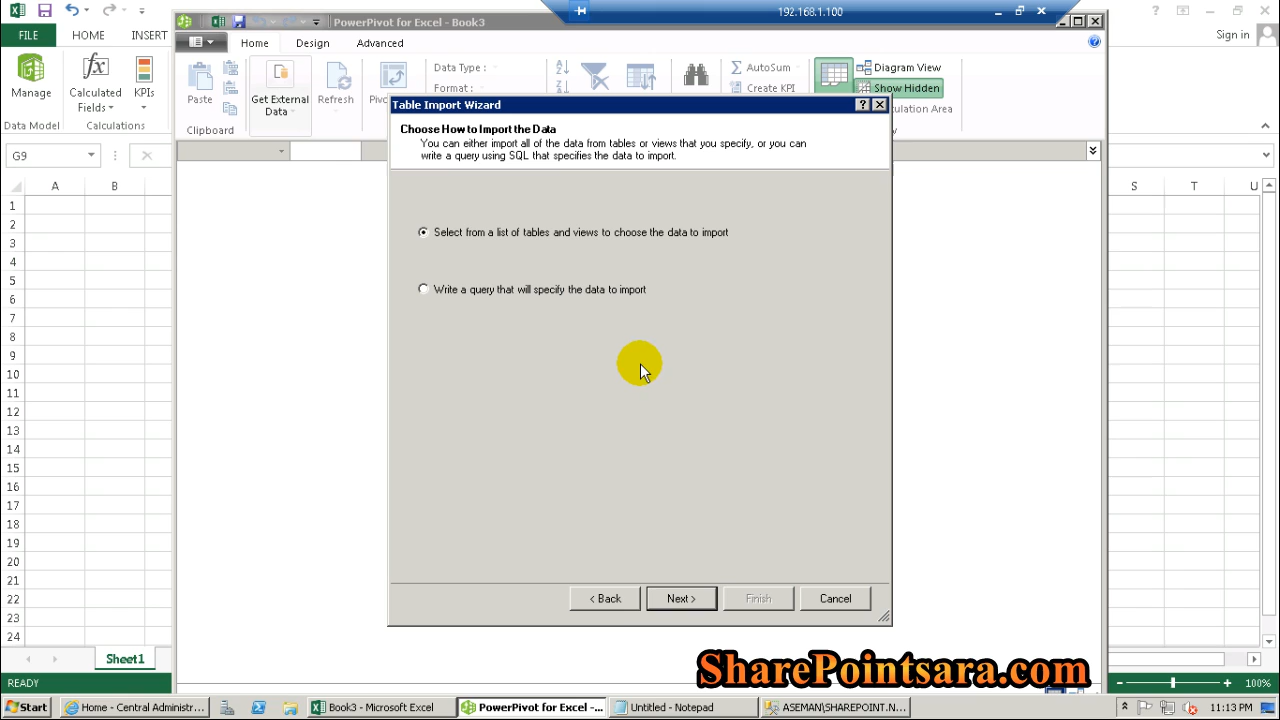 PowerPivot for Excel - Book3
192.168.1.100
Sign in
FILE
HOME
INSERT
Home
Design
Advanced
Manage
Calculated
Fields
KPIs
Data Model
Calculations
Paste
Clipboard
Get External
Data
Refresh
Data Type :
Format :
AutoSum
Create KPI
Diagram View
Show Hidden
G9
Table Import Wizard
Choose How to Import the Data
You can either import all of the data from tables or views that you specify, or you can
write a query using SQL that specifies the data to import.
Select from a list of tables and views to choose the data to import
Write a query that will specify the data to import
< Back
Next >
Finish
Cancel
A
B
S
T
U
1
2
3
4
5
6
7
8
9
10
11
12
13
14
15
16
17
18
19
20
21
22
23
24
Sheet1
READY
100%
SharePointsara.com
Start
Home - Central Administr...
Book3 - Microsoft Excel
PowerPivot for Excel -...
Untitled - Notepad
ASEMAN\SHAREPOINT.N...
11:13 PM